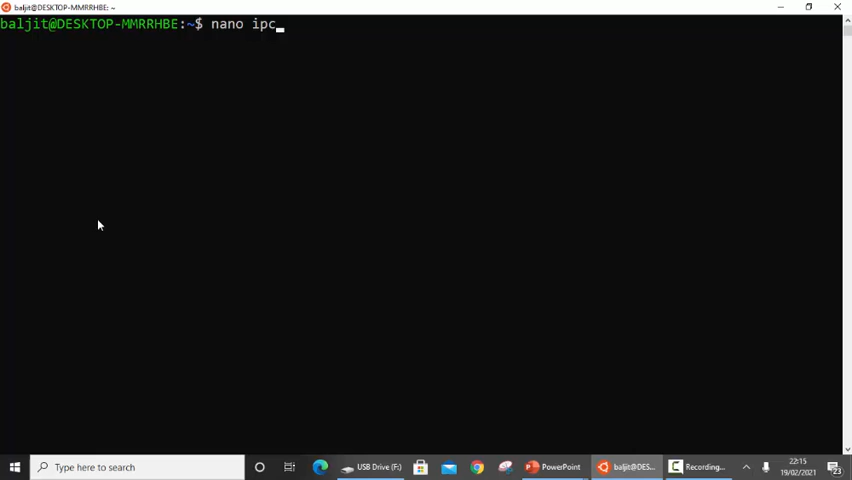 baljit@DESKTOP-MMRRHBE: ~
baljit@DESKTOP-MMRRHBE:~$ nano ipc
Type here to search
USB Drive (F:)
PowerPoint
baljit@DES...
Recording...
22:15
19/02/2021
23